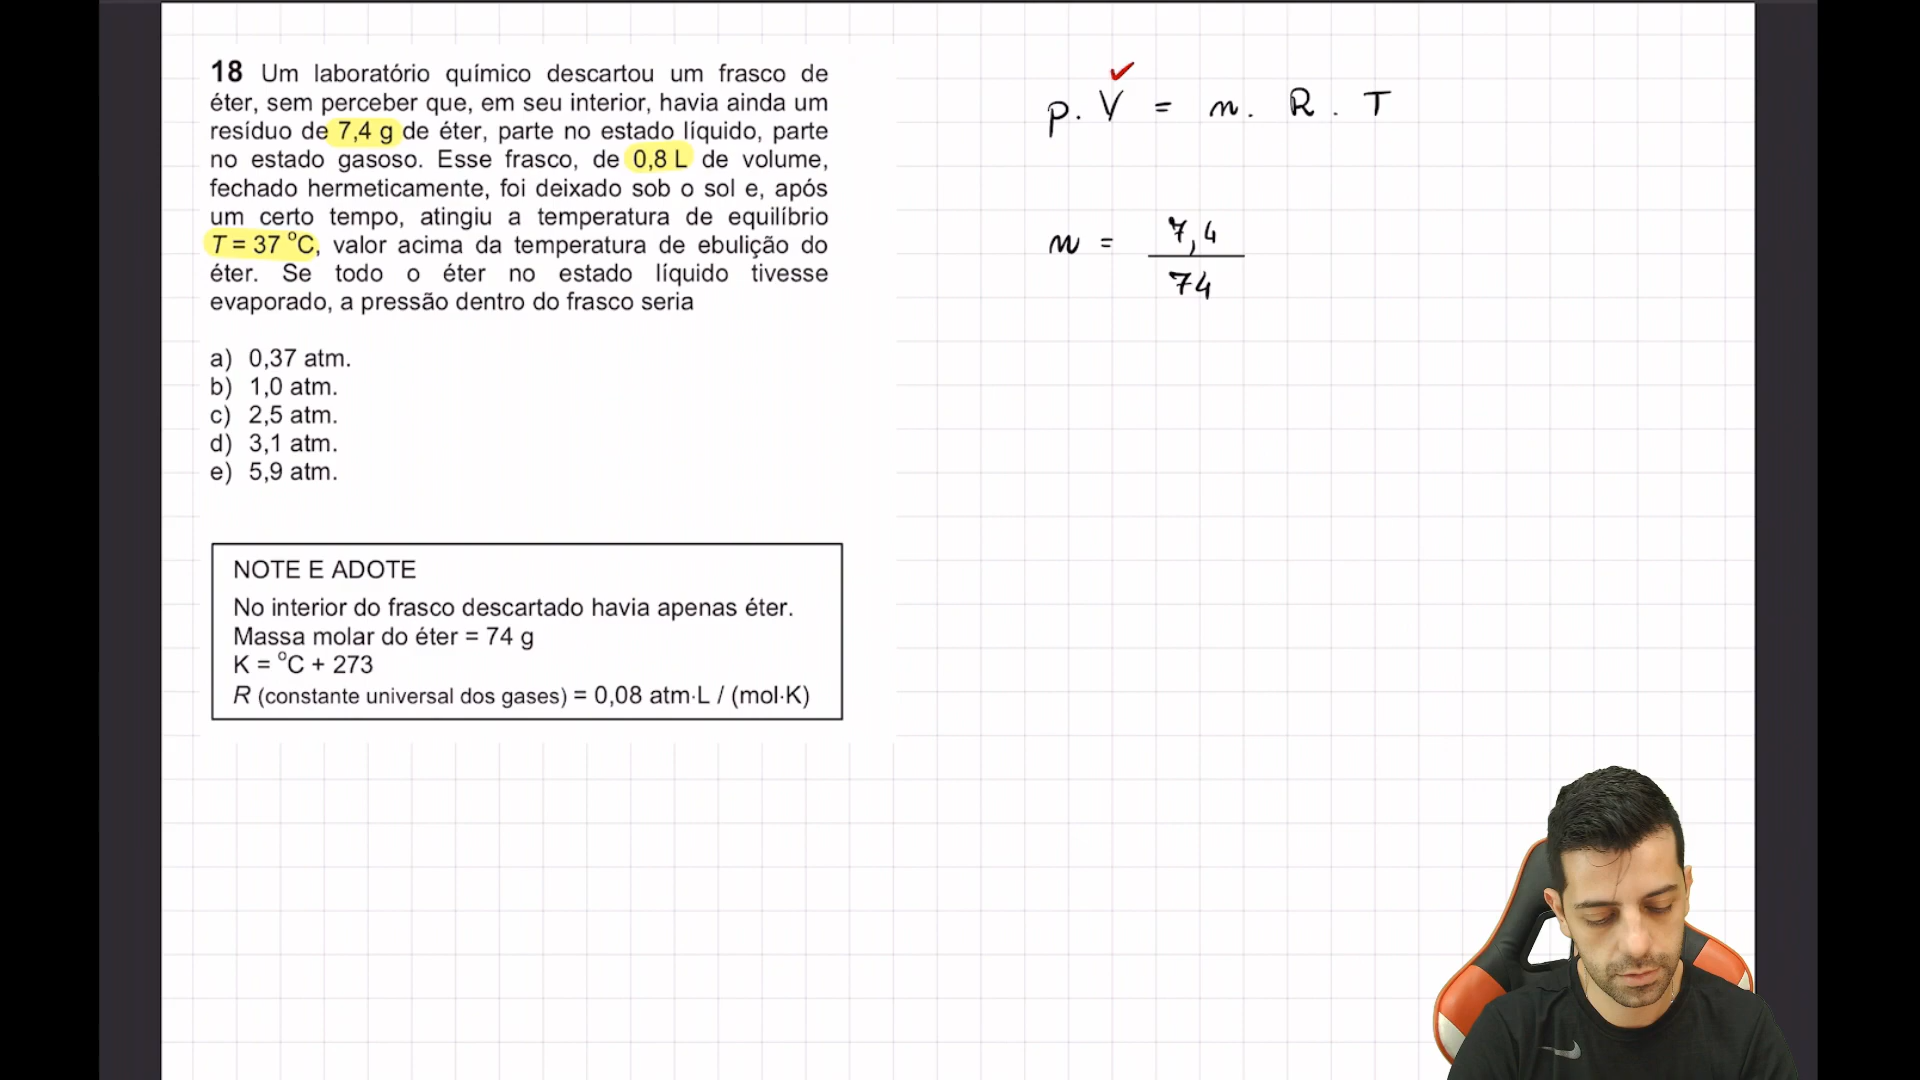 18 Um laboratório químico descartou um frasco de
éter, sem perceber que, em seu interior, havia ainda um
resíduo de 7,4 g de éter, parte no estado líquido, parte
no estado gasoso. Esse frasco, de 0,8 L de volume,
fechado hermeticamente, foi deixado sob o sol e, após
um certo tempo, atingiu a temperatura de equilíbrio
T = 37 °C, valor acima da temperatura de ebulição do
éter. Se todo o éter no estado líquido tivesse
evaporado, a pressão dentro do frasco seria
a) 0,37 atm.
b) 1,0 atm.
c) 2,5 atm.
d) 3,1 atm.
e) 5,9 atm.
NOTE E ADOTE
No interior do frasco descartado havia apenas éter.
Massa molar do éter = 74 g
K = °C + 273
R (constante universal dos gases) = 0,08 atm·L / (mol·K)
p. V = n. R. T
n = 7,4
74